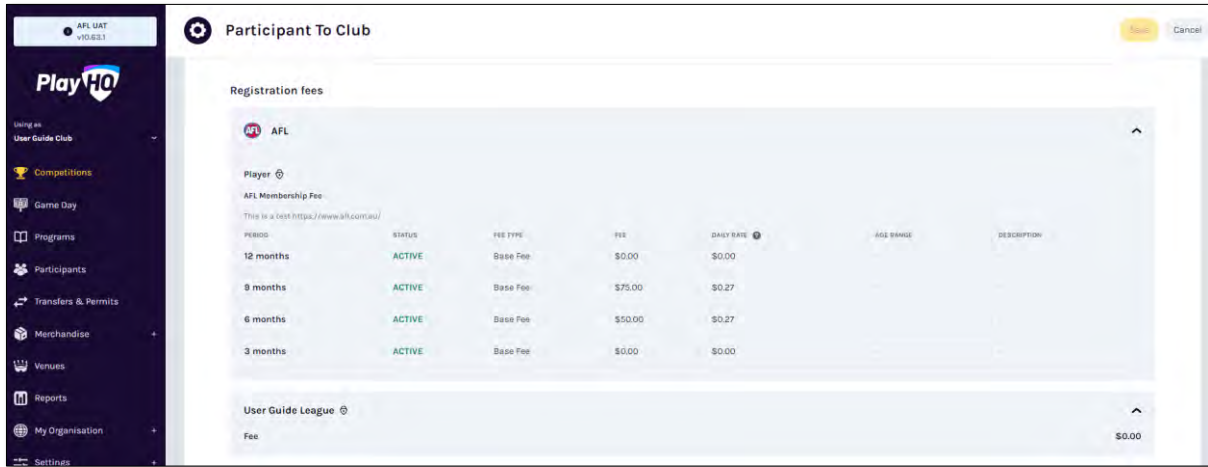 AFL UAT
v10.63.1
Participant To Club
Save
Cancel
PlayHQ
Using as
User Guide Club
Competitions
Game Day
Programs
Participants
Transfers & Permits
Merchandise +
Venues
Reports
My Organisation +
Settings +
Registration fees
AFL AFL
Player
AFL Membership Fee
This is a test https://www.afl.com.au/
PERIOD STATUS FEE TYPE FEE DAILY RATE ? AGE RANGE DESCRIPTION
12 months ACTIVE Base Fee $0.00 $0.00 - -
9 months ACTIVE Base Fee $75.00 $0.27 - -
6 months ACTIVE Base Fee $50.00 $0.27 - -
3 months ACTIVE Base Fee $0.00 $0.00 - -
User Guide League
Fee $0.00